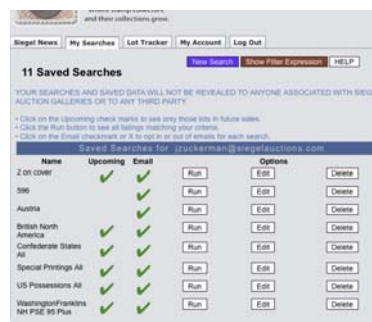 where stamp collectors
and their collections grow.
Siegel News My Searches Lot Tracker My Account Log Out
New Search Show Filter Expression HELP
11 Saved Searches
YOUR SEARCHES AND SAVED DATA WILL NOT BE REVEALED TO ANYONE ASSOCIATED WITH SIEG
AUCTION GALLERIES OR TO ANY THIRD PARTY.
• Click on the Upcoming check marks to see only those lots in future sales.
• Click the Run button to see all listings matching your criteria.
• Click on the Email checkmark or X to opt in or out of emails for each search.
Saved Searches for jzuckerman@siegelauctions.com
Name Upcoming Email Options
2 on cover Run Edit Delete
596 Run Edit Delete
Austria Run Edit Delete
British North
America Run Edit Delete
Confederate States
All Run Edit Delete
Special Printings All Run Edit Delete
US Possessions All Run Edit Delete
WashingtonFranklins
NH PSE 95 Plus Run Edit Delete